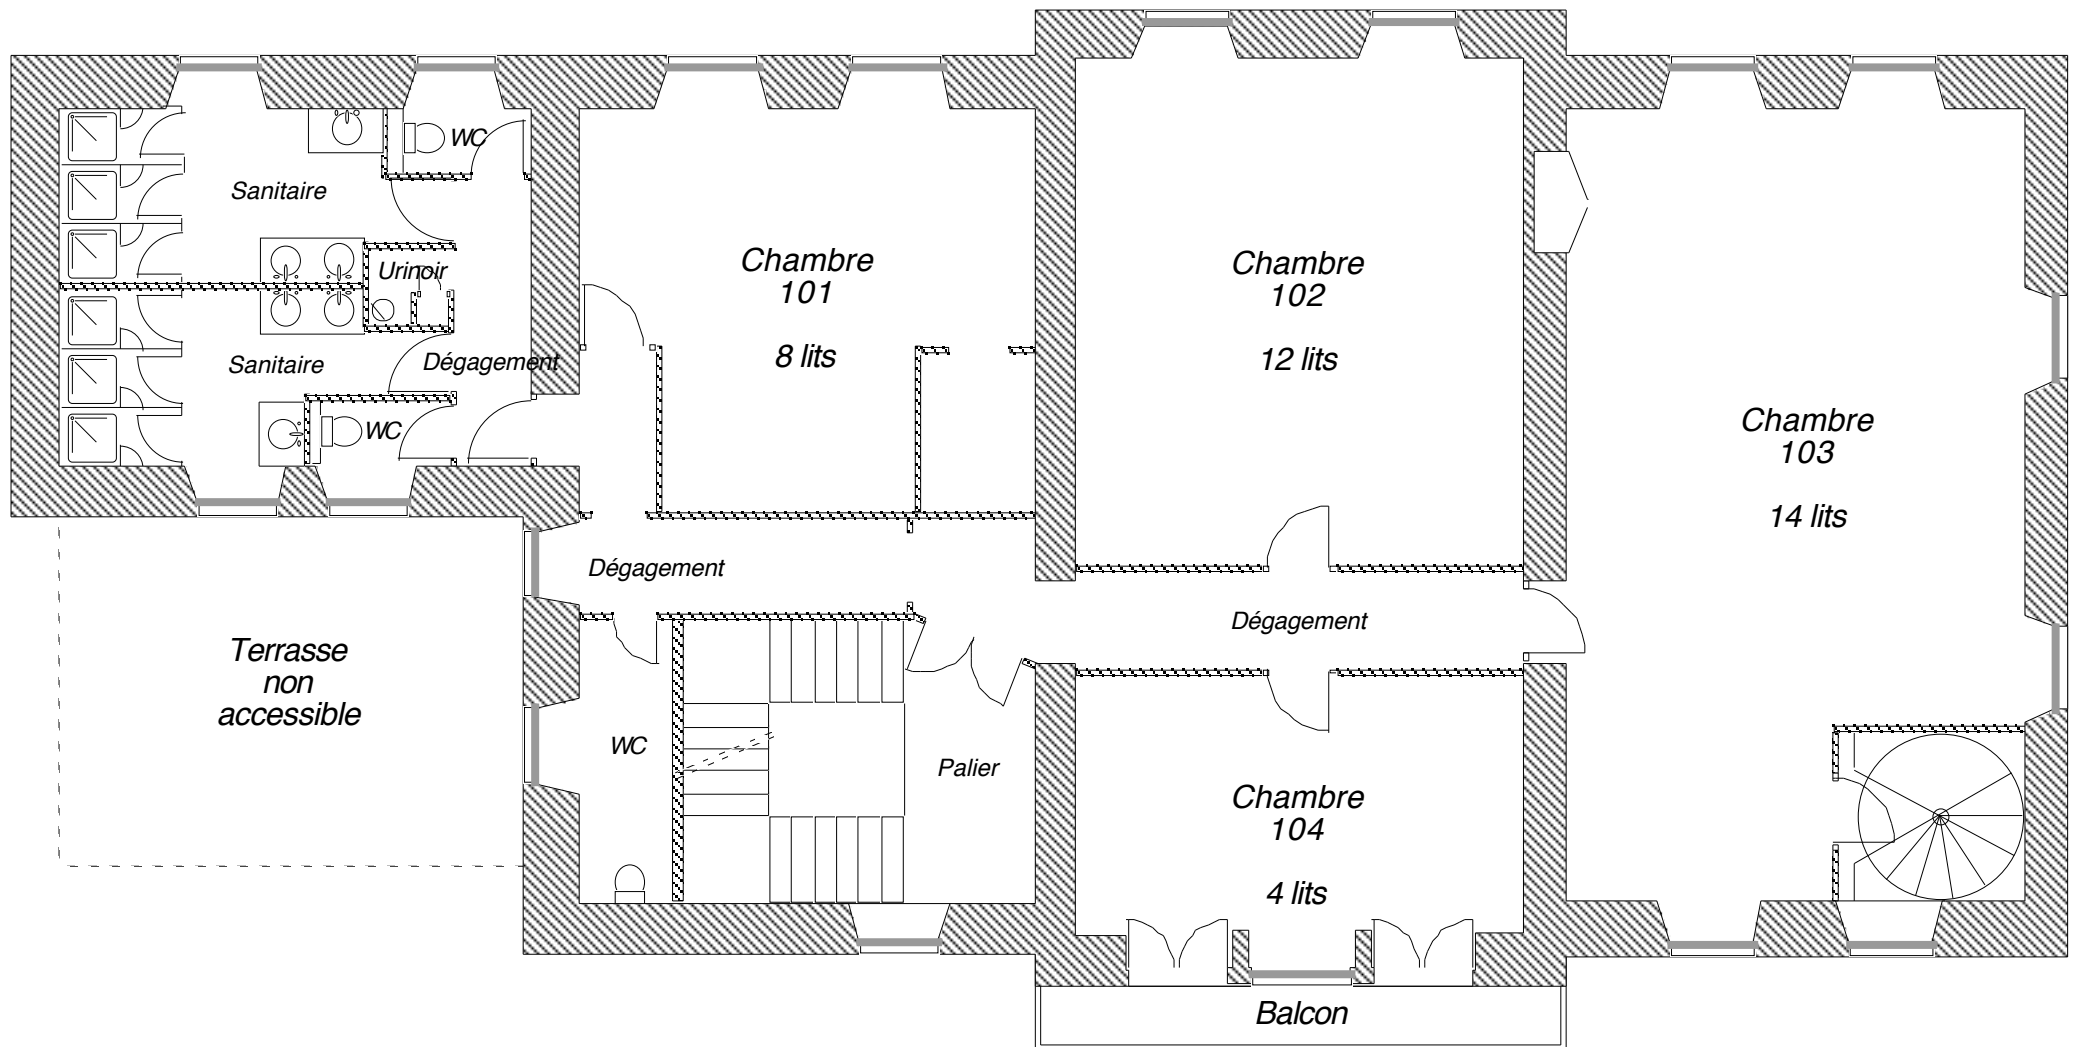 WC
Sanitaire
Urinoir
Sanitaire
Dégagement
WC
Chambre
101
8 lits
Chambre
102
12 lits
Chambre
103
14 lits
Dégagement
Dégagement
Terrasse
non
accessible
WC
Palier
Chambre
104
4 lits
Balcon